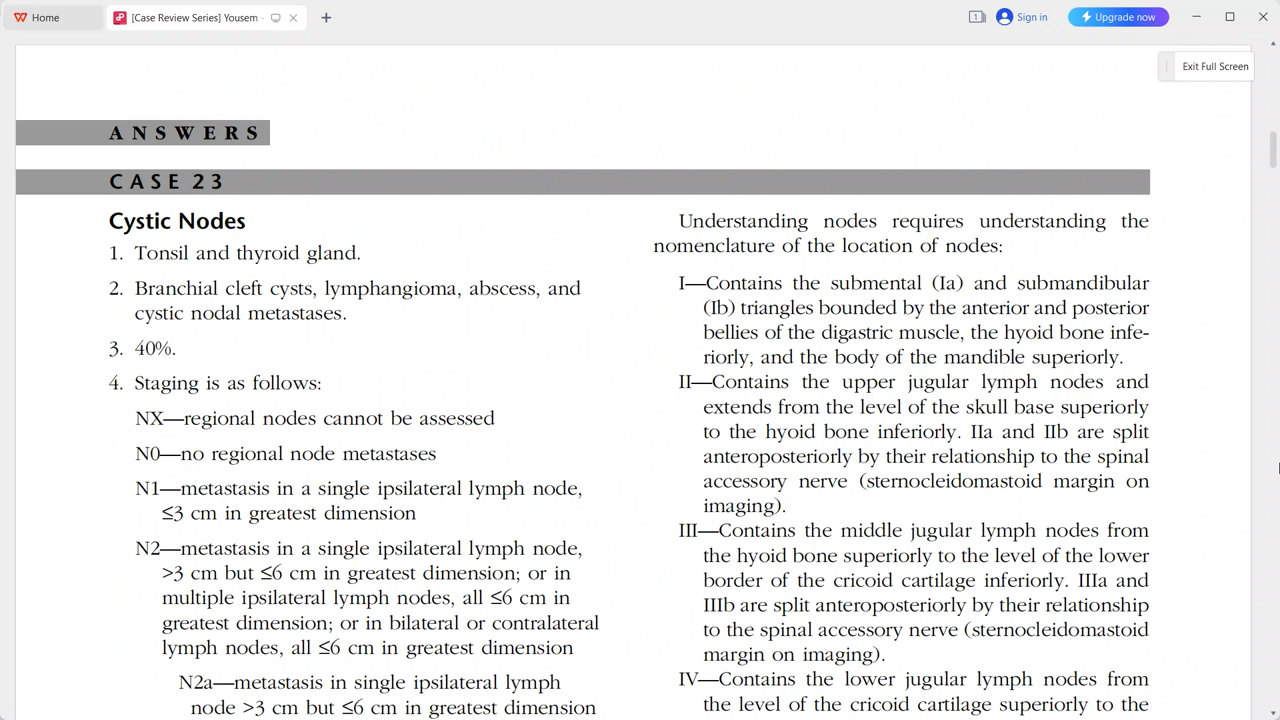 Home
[Case Review Series] Yousem -
1
Sign in
Upgrade now
Exit Full Screen
ANSWERS
CASE 23
Cystic Nodes
1. Tonsil and thyroid gland.
2. Branchial cleft cysts, lymphangioma, abscess, and
cystic nodal metastases.
3. 40%.
4. Staging is as follows:
NX—regional nodes cannot be assessed
N0—no regional node metastases
N1—metastasis in a single ipsilateral lymph node,
≤3 cm in greatest dimension
N2—metastasis in a single ipsilateral lymph node,
>3 cm but ≤6 cm in greatest dimension; or in
multiple ipsilateral lymph nodes, all ≤6 cm in
greatest dimension; or in bilateral or contralateral
lymph nodes, all ≤6 cm in greatest dimension
N2a—metastasis in single ipsilateral lymph
node >3 cm but ≤6 cm in greatest dimension
Understanding nodes requires understanding the
nomenclature of the location of nodes:
I—Contains the submental (Ia) and submandibular
(Ib) triangles bounded by the anterior and posterior
bellies of the digastric muscle, the hyoid bone infe-
riorly, and the body of the mandible superiorly.
II—Contains the upper jugular lymph nodes and
extends from the level of the skull base superiorly
to the hyoid bone inferiorly. IIa and IIb are split
anteroposteriorly by their relationship to the spinal
accessory nerve (sternocleidomastoid margin on
imaging).
III—Contains the middle jugular lymph nodes from
the hyoid bone superiorly to the level of the lower
border of the cricoid cartilage inferiorly. IIIa and
IIIb are split anteroposteriorly by their relationship
to the spinal accessory nerve (sternocleidomastoid
margin on imaging).
IV—Contains the lower jugular lymph nodes from
the level of the cricoid cartilage superiorly to the